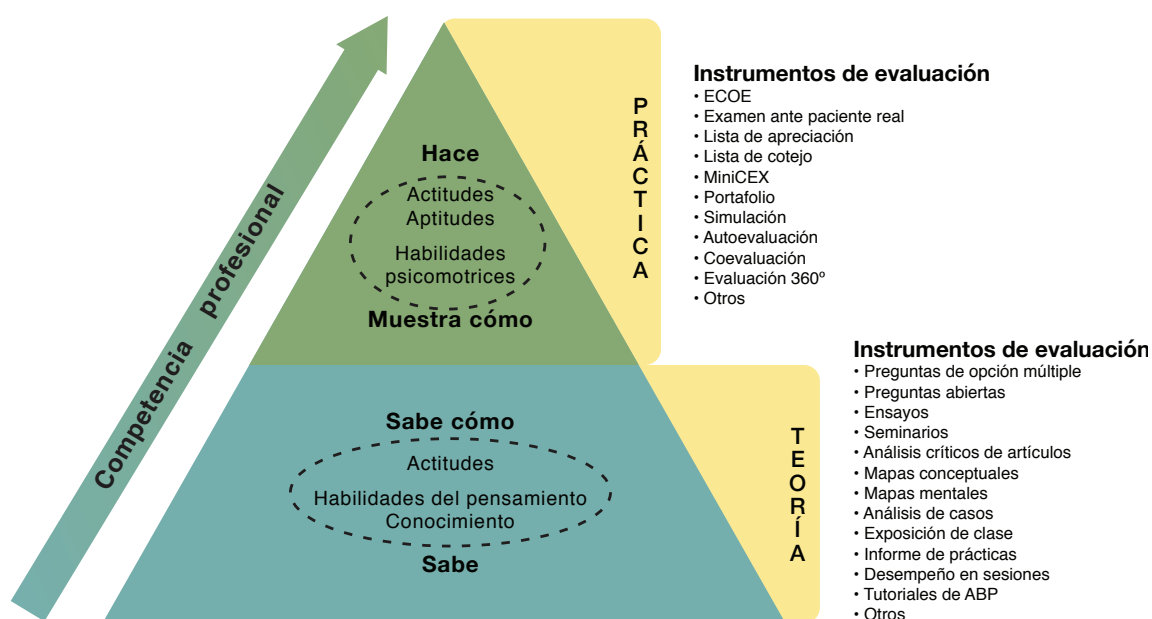 Competencia profesional
Hace
Actitudes
Aptitudes
Habilidades
psicomotrices
Muestra cómo
Sabe cómo
Actitudes
Habilidades del pensamiento
Conocimiento
Sabe
PRÁCTICA
TEORÍA
Instrumentos de evaluación
• ECOE
• Examen ante paciente real
• Lista de apreciación
• Lista de cotejo
• MiniCEX
• Portafolio
• Simulación
• Autoevaluación
• Coevaluación
• Evaluación 360º
• Otros
Instrumentos de evaluación
• Preguntas de opción múltiple
• Preguntas abiertas
• Ensayos
• Seminarios
• Análisis críticos de artículos
• Mapas conceptuales
• Mapas mentales
• Análisis de casos
• Exposición de clase
• Informe de prácticas
• Desempeño en sesiones
• Tutoriales de ABP
• Otros